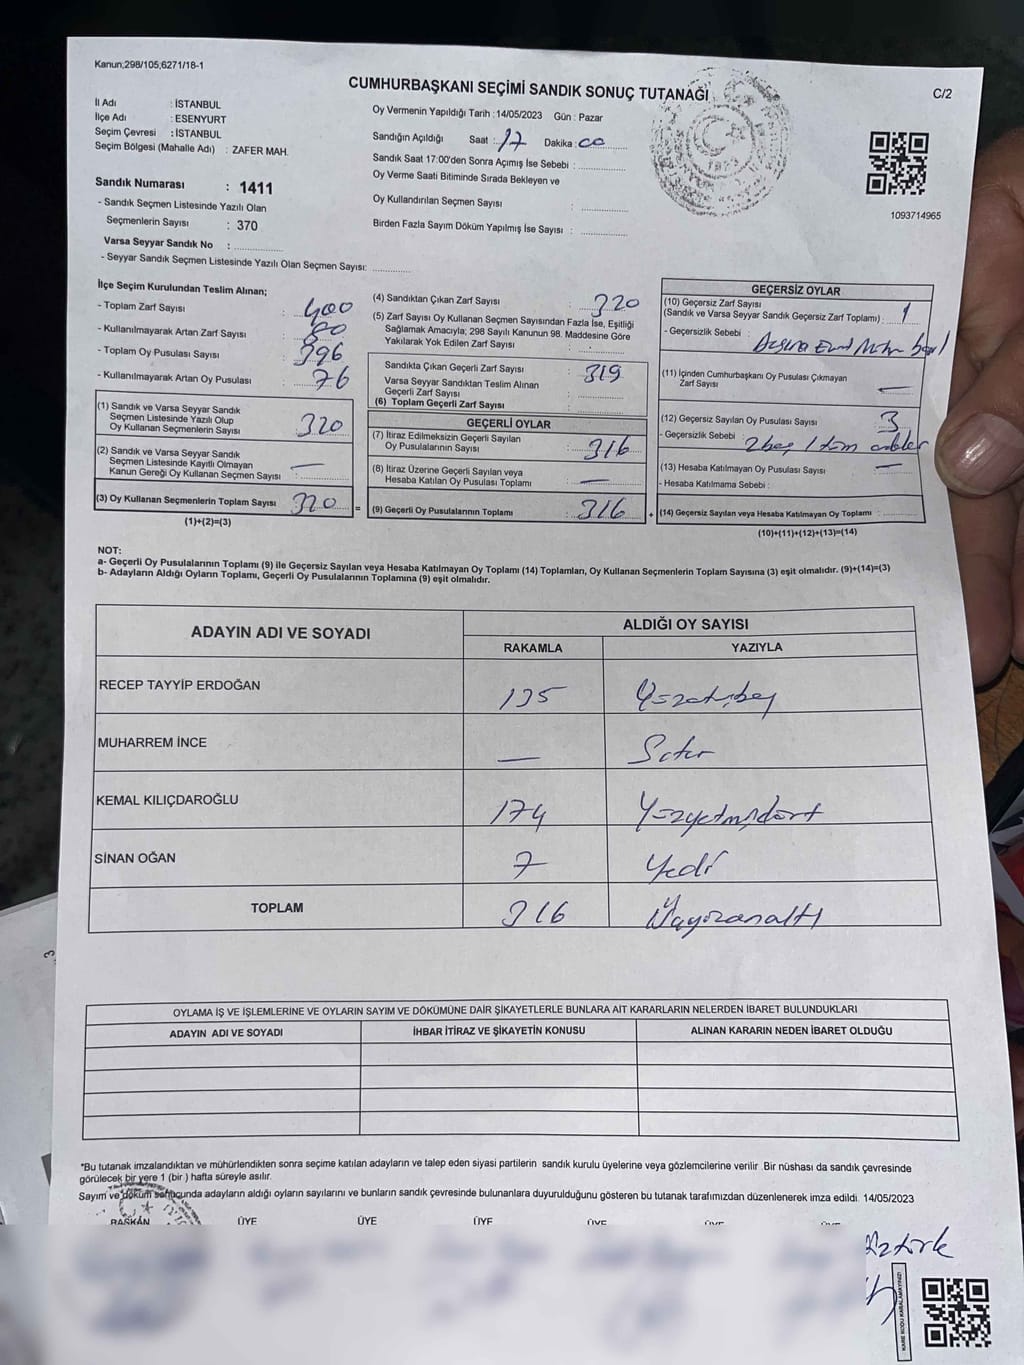 Kanun;298/105,6271/18-1
CUMHURBAŞKANI SEÇİMİ SANDIK SONUÇ TUTANAĞI
C/2
İl Adı : İSTANBUL
İlçe Adı : ESENYURT
Seçim Çevresi : İSTANBUL
Seçim Bölgesi (Mahalle Adı) : ZAFER MAH.
Sandık Numarası : 1411
- Sandık Seçmen Listesinde Yazılı Olan
Seçmenlerin Sayısı : 370
Varsa Seyyar Sandık No :
- Seyyar Sandık Seçmen Listesinde Yazılı Olan Seçmen Sayısı:
Oy Vermenin Yapıldığı Tarih : 14/05/2023 Gün : Pazar
Sandığın Açıldığı Saat : 17 Dakika : 00
Sandık Saat 17:00'den Sonra Açımış İse Sebebi :
Oy Verme Saati Bitiminde Sırada Bekleyen ve
Oy Kullandırılan Seçmen Sayısı :
Birden Fazla Sayım Döküm Yapılmış İse Sayısı :
1093714965
İlçe Seçim Kurulundan Teslim Alınan;
- Toplam Zarf Sayısı : 400
- Kullanılmayarak Artan Zarf Sayısı : 80
- Toplam Oy Pusulası Sayısı : 396
- Kullanılmayarak Artan Oy Pusulası : 76
(1) Sandık ve Varsa Seyyar Sandık
Seçmen Listesinde Yazılı Olup
Oy Kullanan Seçmenlerin Sayısı : 320
(2) Sandık ve Varsa Seyyar Sandık
Seçmen Listesinde Kayıtlı Olmayan
Kanun Gereği Oy Kullanan Seçmen Sayısı : —
(3) Oy Kullanan Seçmenlerin Toplam Sayısı 320
(1)+(2)=(3)
(4) Sandıktan Çıkan Zarf Sayısı : 320
(5) Zarf Sayısı Oy Kullanan Seçmen Sayısından Fazla İse, Eşitliği
Sağlamak Amacıyla; 298 Sayılı Kanunun 98. Maddesine Göre
Yakılarak Yok Edilen Zarf Sayısı :
Sandıkta Çıkan Geçerli Zarf Sayısı : 319
Varsa Seyyar Sandıktan Teslim Alınan
Geçerli Zarf Sayısı :
(6) Toplam Geçerli Zarf Sayısı :
GEÇERLİ OYLAR
(7) İtiraz Edilmeksizin Geçerli Sayılan
Oy Pusulalarının Sayısı : 316
(8) İtiraz Üzerine Geçerli Sayılan veya
Hesaba Katılan Oy Pusulası Toplamı : —
= (9) Geçerli Oy Pusulalarının Toplamı : 316 +
GEÇERSİZ OYLAR
(10) Geçersiz Zarf Sayısı
(Sandık ve Varsa Seyyar Sandık Geçersiz Zarf Toplamı) : 1
- Geçersizlik Sebebi :
(11) İçinden Cumhurbaşkanı Oy Pusulası Çıkmayan
Zarf Sayısı —
(12) Geçersiz Sayılan Oy Pusulası Sayısı : 3
- Geçersizlik Sebebi 2 boş 1
(13) Hesaba Katılmayan Oy Pusulası Sayısı —
- Hesaba Katılmama Sebebi :
(14) Geçersiz Sayılan veya Hesaba Katılmayan Oy Toplamı :
(10)+(11)+(12)+(13)=(14)
NOT:
a- Geçerli Oy Pusulalarının Toplamı (9) ile Geçersiz Sayılan veya Hesaba Katılmayan Oy Toplamı (14) Toplamları, Oy Kullanan Seçmenlerin Toplam Sayısına (3) eşit olmalıdır. (9)+(14)=(3)
b- Adayların Aldığı Oyların Toplamı, Geçerli Oy Pusulalarının Toplamına (9) eşit olmalıdır.
ADAYIN ADI VE SOYADI
ALDIĞI OY SAYISI
RAKAMLA YAZIYLA
RECEP TAYYİP ERDOĞAN 135 Yüzotuzbeş
MUHARREM İNCE — Sıfır
KEMAL KILIÇDAROĞLU 174 Yüzyetmişdört
SİNAN OĞAN 7 Yedi
TOPLAM 316 Üçyüzonaltı
OYLAMA İŞ VE İŞLEMLERİNE VE OYLARIN SAYIM VE DÖKÜMÜNE DAİR ŞİKAYETLERLE BUNLARA AİT KARARLARIN NELERDEN İBARET BULUNDUKLARI
ADAYIN ADI VE SOYADI İHBAR İTİRAZ VE ŞİKAYETİN KONUSU ALINAN KARARIN NEDEN İBARET OLDUĞU
*Bu tutanak imzalandıktan ve mühürlendikten sonra seçime katılan adayların ve talep eden siyasi partilerin sandık kurulu üyelerine veya gözlemcilerine verilir. Bir nüshası da sandık çevresinde
görülecek bir yere 1 (bir ) hafta süreyle asılır.
Sayım ve döküm sonucunda adayların aldığı oyların sayılarını ve bunların sandık çevresinde bulunanlara duyurulduğunu gösteren bu tutanak tarafımızdan düzenlenerek imza edildi. 14/05/2023
BAŞKAN ÜYE ÜYE ÜYE ÜYE ÜYE ÜYE
KARE KODU KARALAMAYINIZ!